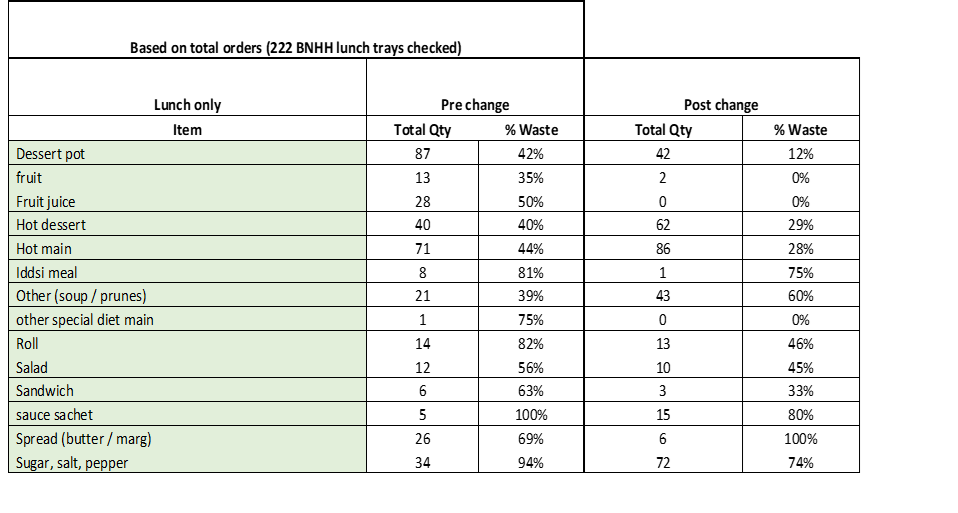 Based on total orders (222 BNHH lunch trays checked)
Lunch only Pre change Post change
Item Total Qty % Waste Total Qty % Waste
Dessert pot 87 42% 42 12%
fruit 13 35% 2 0%
Fruit juice 28 50% 0 0%
Hot dessert 40 40% 62 29%
Hot main 71 44% 86 28%
Iddsi meal 8 81% 1 75%
Other (soup / prunes) 21 39% 43 60%
other special diet main 1 75% 0 0%
Roll 14 82% 13 46%
Salad 12 56% 10 45%
Sandwich 6 63% 3 33%
sauce sachet 5 100% 15 80%
Spread (butter / marg) 26 69% 6 100%
Sugar, salt, pepper 34 94% 72 74%